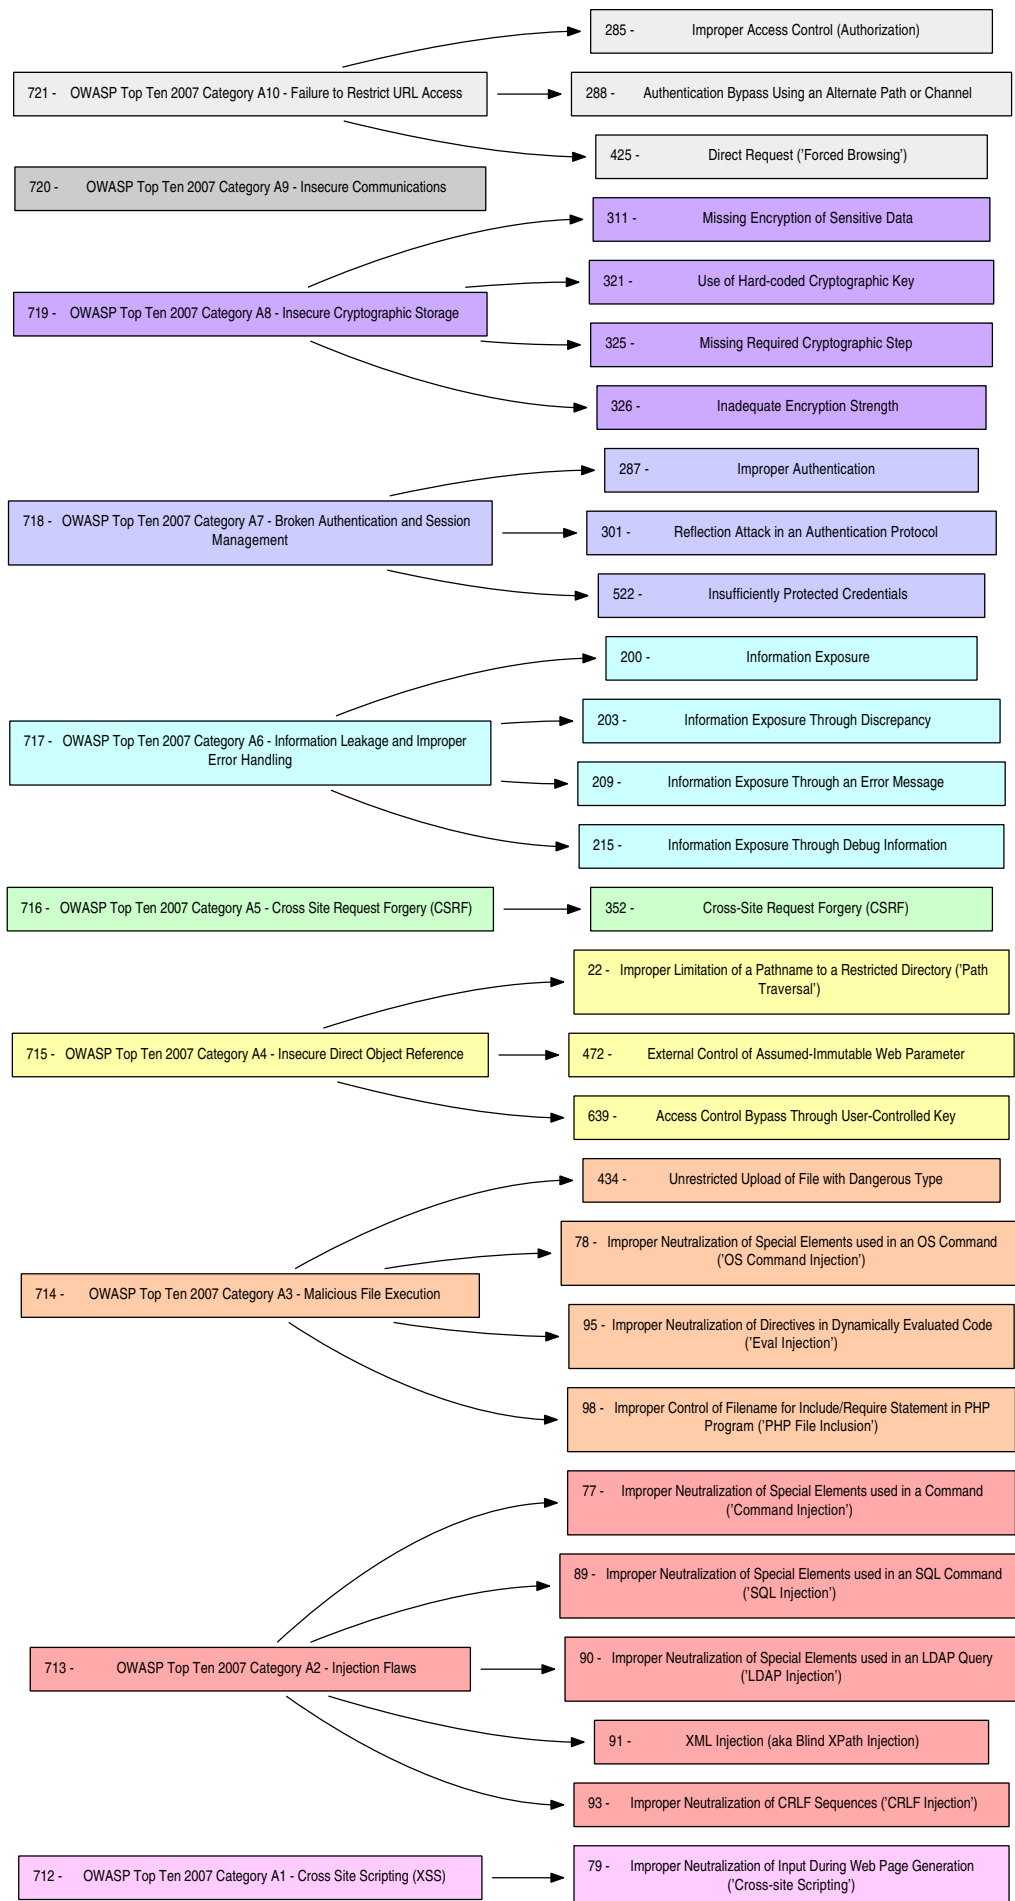 285 - Improper Access Control (Authorization)
721 - OWASP Top Ten 2007 Category A10 - Failure to Restrict URL Access
288 - Authentication Bypass Using an Alternate Path or Channel
425 - Direct Request ('Forced Browsing')
720 - OWASP Top Ten 2007 Category A9 - Insecure Communications
311 - Missing Encryption of Sensitive Data
321 - Use of Hard-coded Cryptographic Key
719 - OWASP Top Ten 2007 Category A8 - Insecure Cryptographic Storage
325 - Missing Required Cryptographic Step
326 - Inadequate Encryption Strength
287 - Improper Authentication
718 - OWASP Top Ten 2007 Category A7 - Broken Authentication and Session
Management
301 - Reflection Attack in an Authentication Protocol
522 - Insufficiently Protected Credentials
200 - Information Exposure
203 - Information Exposure Through Discrepancy
717 - OWASP Top Ten 2007 Category A6 - Information Leakage and Improper
Error Handling
209 - Information Exposure Through an Error Message
215 - Information Exposure Through Debug Information
716 - OWASP Top Ten 2007 Category A5 - Cross Site Request Forgery (CSRF)
352 - Cross-Site Request Forgery (CSRF)
22 - Improper Limitation of a Pathname to a Restricted Directory ('Path
Traversal')
715 - OWASP Top Ten 2007 Category A4 - Insecure Direct Object Reference
472 - External Control of Assumed-Immutable Web Parameter
639 - Access Control Bypass Through User-Controlled Key
434 - Unrestricted Upload of File with Dangerous Type
78 - Improper Neutralization of Special Elements used in an OS Command
('OS Command Injection')
714 - OWASP Top Ten 2007 Category A3 - Malicious File Execution
95 - Improper Neutralization of Directives in Dynamically Evaluated Code
('Eval Injection')
98 - Improper Control of Filename for Include/Require Statement in PHP
Program ('PHP File Inclusion')
77 - Improper Neutralization of Special Elements used in a Command
('Command Injection')
89 - Improper Neutralization of Special Elements used in an SQL Command
('SQL Injection')
713 - OWASP Top Ten 2007 Category A2 - Injection Flaws
90 - Improper Neutralization of Special Elements used in an LDAP Query
('LDAP Injection')
91 - XML Injection (aka Blind XPath Injection)
93 - Improper Neutralization of CRLF Sequences ('CRLF Injection')
712 - OWASP Top Ten 2007 Category A1 - Cross Site Scripting (XSS)
79 - Improper Neutralization of Input During Web Page Generation
('Cross-site Scripting')